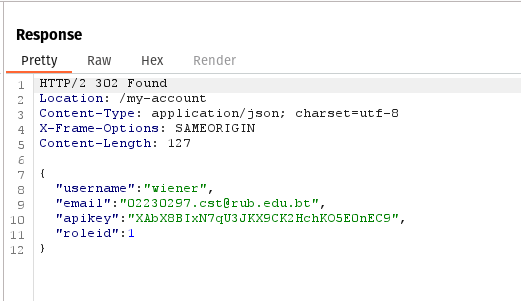 Response
Pretty Raw Hex Render
1 HTTP/2 302 Found
2 Location: /my-account
3 Content-Type: application/json; charset=utf-8
4 X-Frame-Options: SAMEORIGIN
5 Content-Length: 127
6
7 {
8 "username":"wiener",
9 "email":"02230297.cst@rub.edu.bt",
10 "apikey":"XAbX8BIxN7qU3JKX9CK2HchKO5E0nEC9",
11 "roleid":1
12 }